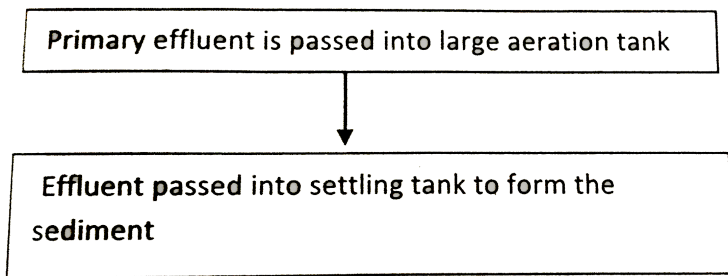 Primary effluent is passed into large aeration tank
Effluent passed into settling tank to form the
sediment